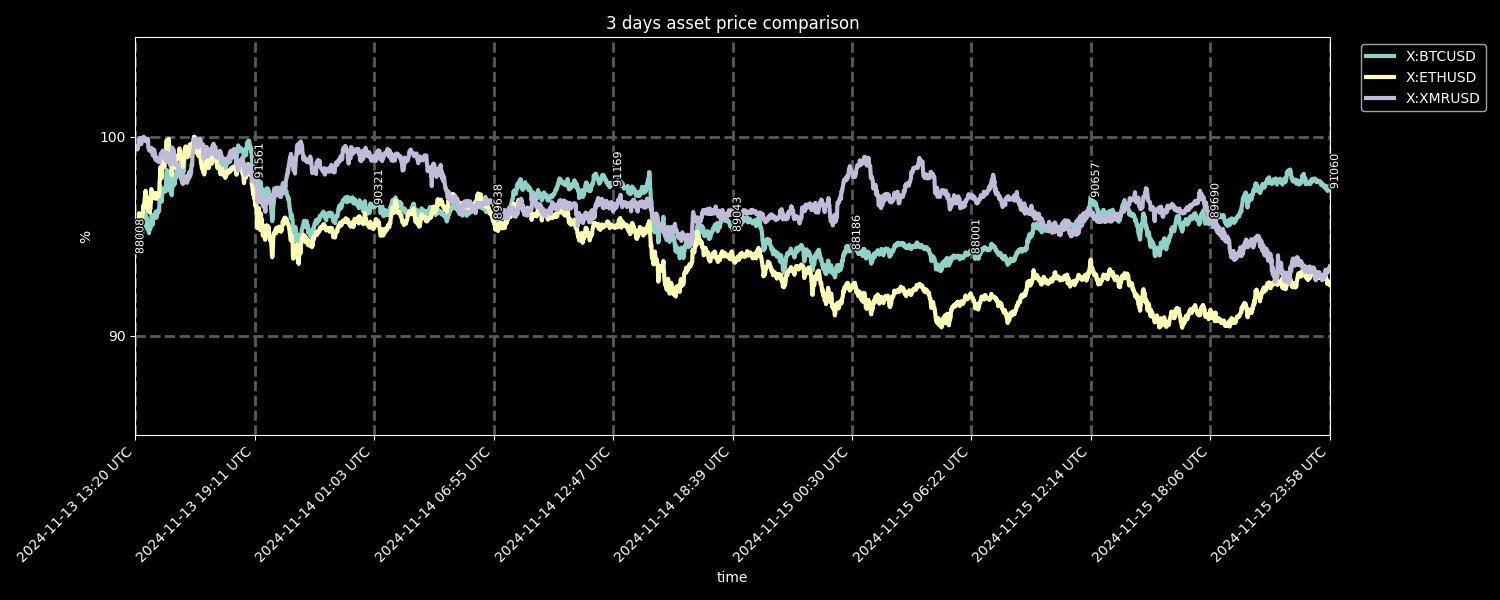 3 days asset price comparison
X:BTCUSD
X:ETHUSD
X:XMRUSD
100
90
%
88008
91561
90321
89638
91169
89043
88186
88001
90657
89690
91060
2024-11-13 13:20 UTC
2024-11-13 19:11 UTC
2024-11-14 01:03 UTC
2024-11-14 06:55 UTC
2024-11-14 12:47 UTC
2024-11-14 18:39 UTC
2024-11-15 00:30 UTC
2024-11-15 06:22 UTC
2024-11-15 12:14 UTC
2024-11-15 18:06 UTC
2024-11-15 23:58 UTC
time